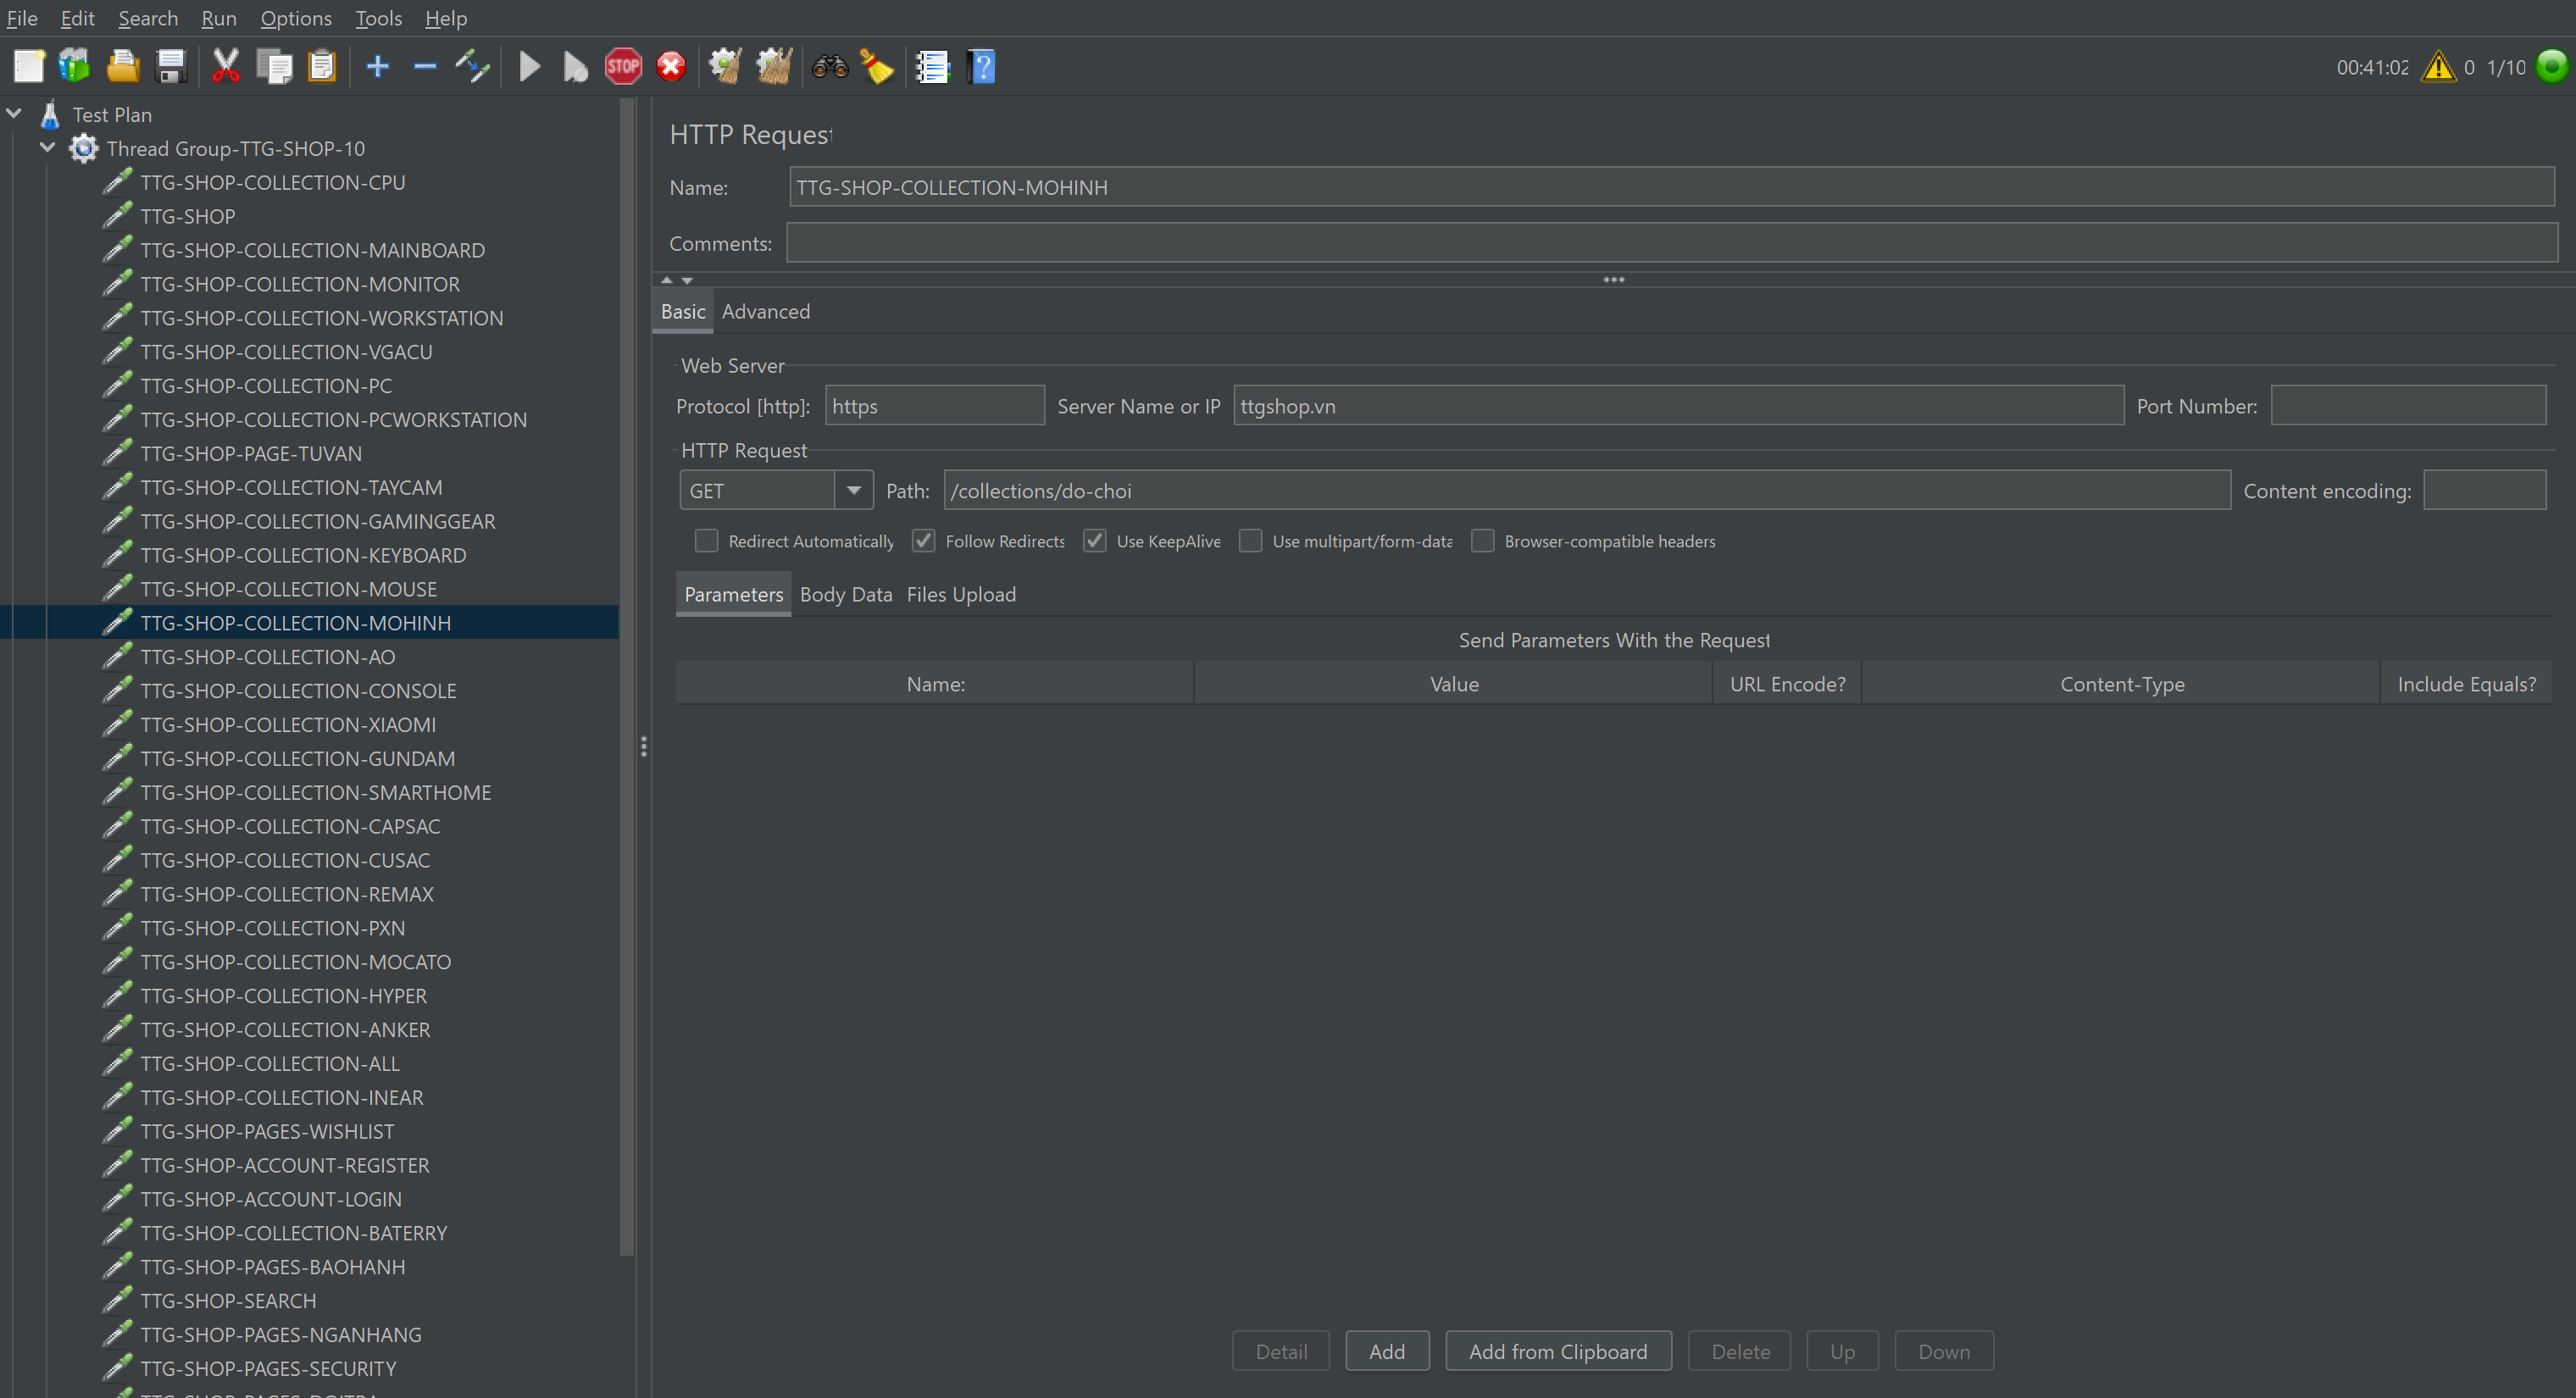 File Edit Search Run Options Tools Help
STOP
00:41:02 0 1/10
Test Plan
Thread Group-TTG-SHOP-10
TTG-SHOP-COLLECTION-CPU
TTG-SHOP
TTG-SHOP-COLLECTION-MAINBOARD
TTG-SHOP-COLLECTION-MONITOR
TTG-SHOP-COLLECTION-WORKSTATION
TTG-SHOP-COLLECTION-VGACU
TTG-SHOP-COLLECTION-PC
TTG-SHOP-COLLECTION-PCWORKSTATION
TTG-SHOP-PAGE-TUVAN
TTG-SHOP-COLLECTION-TAYCAM
TTG-SHOP-COLLECTION-GAMINGGEAR
TTG-SHOP-COLLECTION-KEYBOARD
TTG-SHOP-COLLECTION-MOUSE
TTG-SHOP-COLLECTION-MOHINH
TTG-SHOP-COLLECTION-AO
TTG-SHOP-COLLECTION-CONSOLE
TTG-SHOP-COLLECTION-XIAOMI
TTG-SHOP-COLLECTION-GUNDAM
TTG-SHOP-COLLECTION-SMARTHOME
TTG-SHOP-COLLECTION-CAPSAC
TTG-SHOP-COLLECTION-CUSAC
TTG-SHOP-COLLECTION-REMAX
TTG-SHOP-COLLECTION-PXN
TTG-SHOP-COLLECTION-MOCATO
TTG-SHOP-COLLECTION-HYPER
TTG-SHOP-COLLECTION-ANKER
TTG-SHOP-COLLECTION-ALL
TTG-SHOP-COLLECTION-INEAR
TTG-SHOP-PAGES-WISHLIST
TTG-SHOP-ACCOUNT-REGISTER
TTG-SHOP-ACCOUNT-LOGIN
TTG-SHOP-COLLECTION-BATERRY
TTG-SHOP-PAGES-BAOHANH
TTG-SHOP-SEARCH
TTG-SHOP-PAGES-NGANHANG
TTG-SHOP-PAGES-SECURITY
HTTP Request
Name: TTG-SHOP-COLLECTION-MOHINH
Comments:
Basic Advanced
Web Server
Protocol [http]: https Server Name or IP ttgshop.vn Port Number:
HTTP Request
GET Path: /collections/do-choi Content encoding:
Redirect Automatically Follow Redirects Use KeepAlive Use multipart/form-data Browser-compatible headers
Parameters Body Data Files Upload
Send Parameters With the Request
Name: Value URL Encode? Content-Type Include Equals?
Detail Add Add from Clipboard Delete Up Down